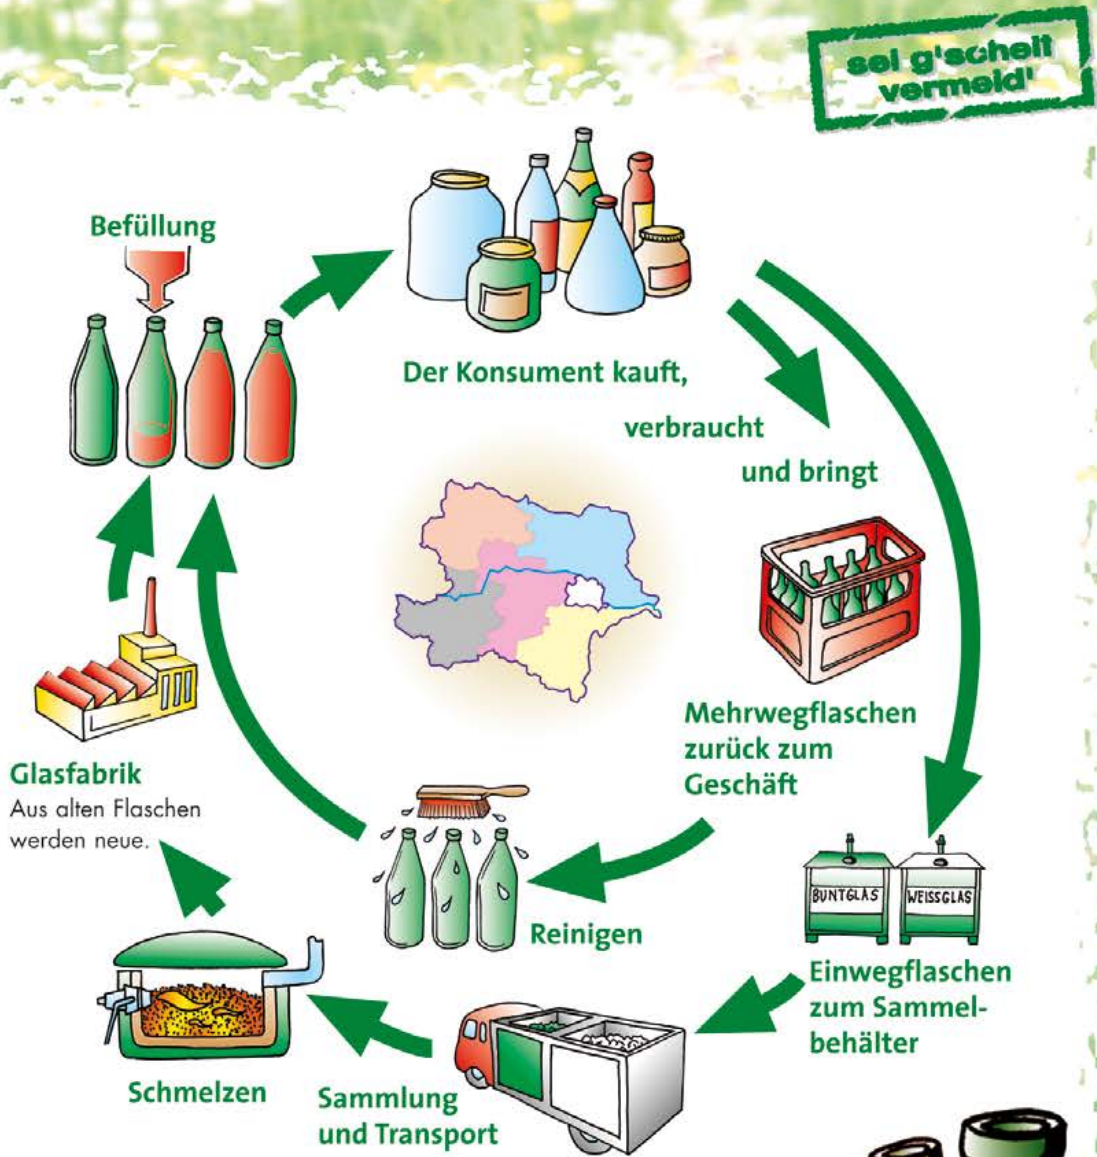 sei g'scheit
vermeid'
Befüllung
Der Konsument kauft,
verbraucht
und bringt
Mehrwegflaschen
zurück zum
Geschäft
Glasfabrik
Aus alten Flaschen
werden neue.
BUNTGLAS
WEISSGLAS
Reinigen
Einwegflaschen
zum Sammel-
behälter
Schmelzen
Sammlung
und Transport